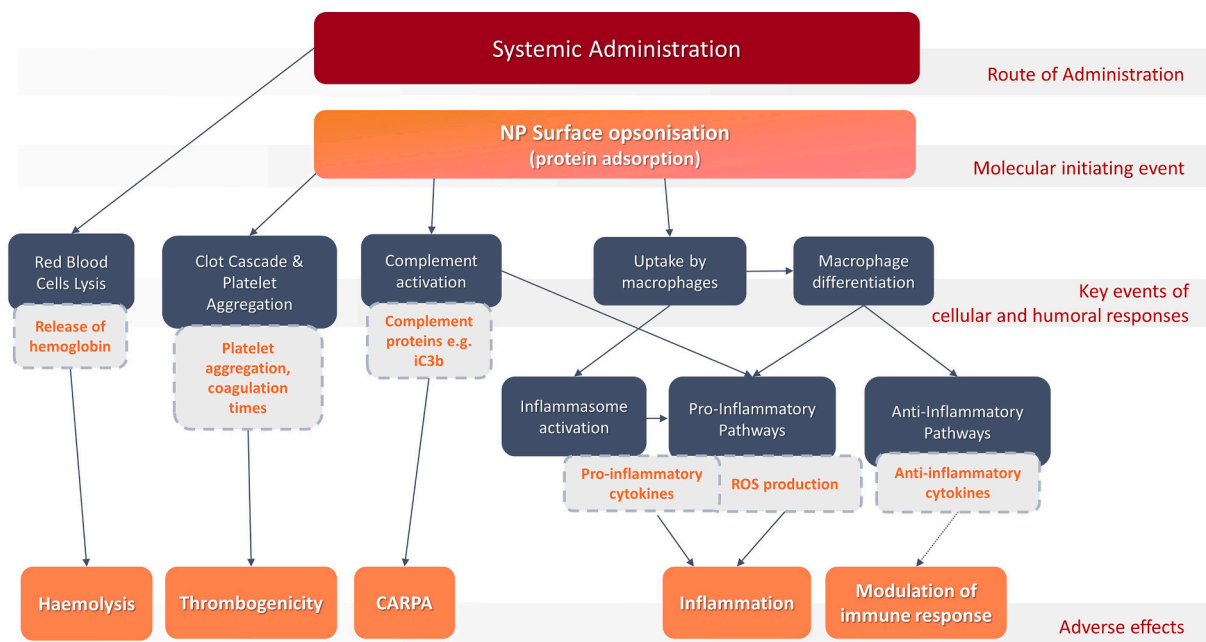 Systemic Administration
Route of Administration
NP Surface opsonisation
(protein adsorption)
Molecular initiating event
Red Blood
Cells Lysis
Release of
hemoglobin
Clot Cascade &
Platelet
Aggregation
Platelet
aggregation,
coagulation
times
Complement
activation
Complement
proteins e.g.
iC3b
Uptake by
macrophages
Macrophage
differentiation
Key events of
cellular and humoral responses
Inflammasome
activation
Pro-Inflammatory
Pathways
Anti-Inflammatory
Pathways
Pro-inflammatory
cytokines
ROS production
Anti-inflammatory
cytokines
Haemolysis
Thrombogenicity
CARPA
Inflammation
Modulation of
immune response
Adverse effects